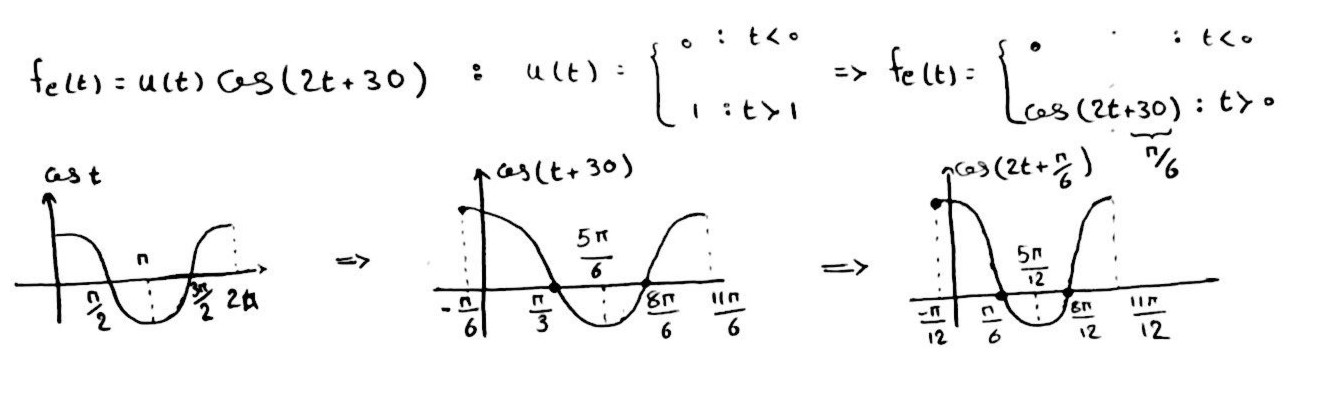 fe(t) = u(t) cos(2t+30) : u(t) = { 0 : t<0 1 : t>1 => fe(t) = { 0 : t<0 cos(2t+30) : t>0
π/6
cos t
π
π/2 3π/2 2π
=>
cos(t+30)
5π/6
-π/6 π/3 8π/6 11π/6
=>
cos(2t+π/6)
5π/12
-π/12 π/6 8π/12 11π/12